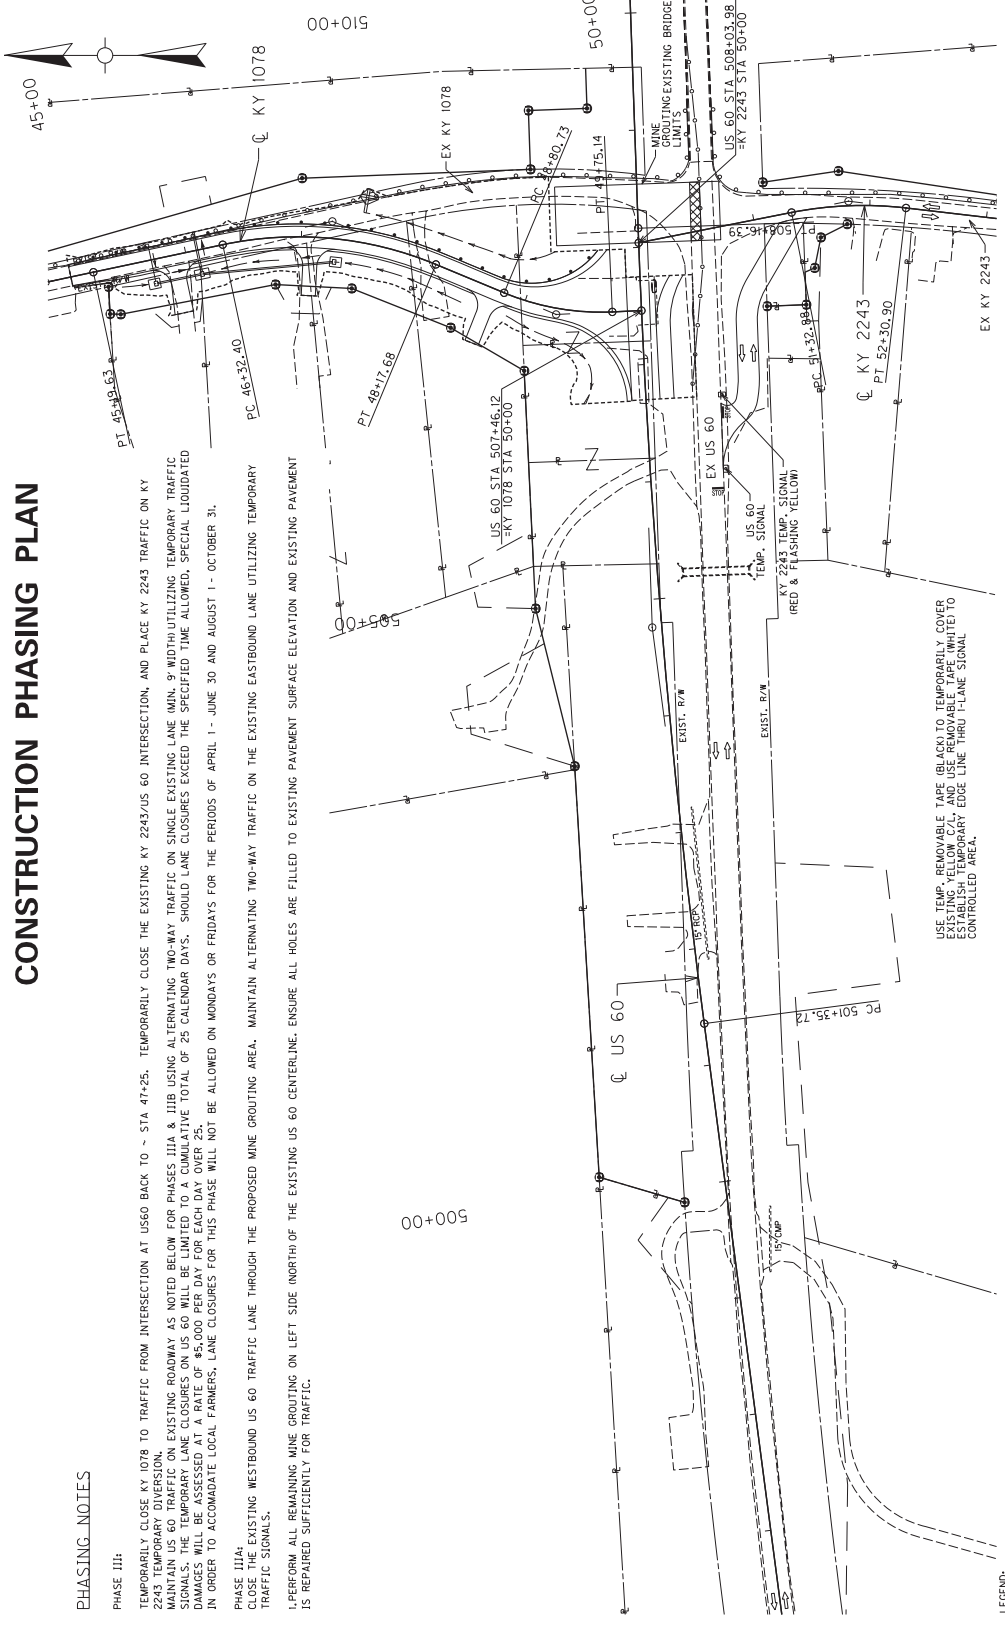 CONSTRUCTION PHASING PLAN
PHASING NOTES
PHASE III:
TEMPORARILY CLOSE KY 1078 TO TRAFFIC FROM INTERSECTION AT US60 BACK TO ~ STA 47+25. TEMPORARILY CLOSE THE EXISTING KY 2243/US 60 INTERSECTION, AND PLACE KY 2243 TRAFFIC ON KY
2243 TEMPORARY DIVERSION.
MAINTAIN US 60 TRAFFIC ON EXISTING ROADWAY AS NOTED BELOW FOR PHASES IIIA & IIIB USING ALTERNATING TWO-WAY TRAFFIC ON SINGLE EXISTING LANE (MIN. 9' WIDTH) UTILIZING TEMPORARY TRAFFIC
SIGNALS. THE TEMPORARY LANE CLOSURES ON US 60 WILL BE LIMITED TO A CUMULATIVE TOTAL OF 25 CALENDAR DAYS. SHOULD LANE CLOSURES EXCEED THE SPECIFIED TIME ALLOWED, SPECIAL LIQUIDATED
DAMAGES WILL BE ASSESSED AT A RATE OF $5,000 PER DAY FOR EACH DAY OVER 25.
IN ORDER TO ACCOMADATE LOCAL FARMERS, LANE CLOSURES FOR THIS PHASE WILL NOT BE ALLOWED ON MONDAYS OR FRIDAYS FOR THE PERIODS OF APRIL 1 - JUNE 30 AND AUGUST 1 - OCTOBER 31.
PHASE IIIA:
CLOSE THE EXISTING WESTBOUND US 60 TRAFFIC LANE THROUGH THE PROPOSED MINE GROUTING AREA. MAINTAIN ALTERNATING TWO-WAY TRAFFIC ON THE EXISTING EASTBOUND LANE UTILIZING TEMPORARY
TRAFFIC SIGNALS.
1. PERFORM ALL REMAINING MINE GROUTING ON LEFT SIDE (NORTH) OF THE EXISTING US 60 CENTERLINE. ENSURE ALL HOLES ARE FILLED TO EXISTING PAVEMENT SURFACE ELEVATION AND EXISTING PAVEMENT
IS REPAIRED SUFFICIENTLY FOR TRAFFIC.
45+00
510+00
50+00
℄ KY 1078
EX KY 1078
PT 45+49.63
PC 46+32.40
PT 48+17.68
PC 48+80.73
PT 49+75.14
MINE
GROUTING
LIMITS
EXISTING BRIDGE
US 60 STA 508+03.98
=KY 2243 STA 50+00
US 60 STA 507+46.12
=KY 1078 STA 50+00
PC 508+16.39
PC 51+32.88
℄ KY 2243
PT 52+30.90
EX KY 2243
EX US 60
STOP
STOP
US 60
TEMP. SIGNAL
KY 2243 TEMP. SIGNAL
(RED & FLASHING YELLOW)
505+00
EXIST. R/W
EXIST. R/W
USE TEMP. REMOVABLE TAPE (BLACK) TO TEMPORARILY COVER
EXISTING YELLOW C/L, AND USE REMOVABLE TAPE (WHITE) TO
ESTABLISH TEMPORARY EDGE LINE THRU 1-LANE SIGNAL
CONTROLLED AREA.
15" RCP
℄ US 60
PC 501+35.72
500+00
15" CMP
LEGEND: